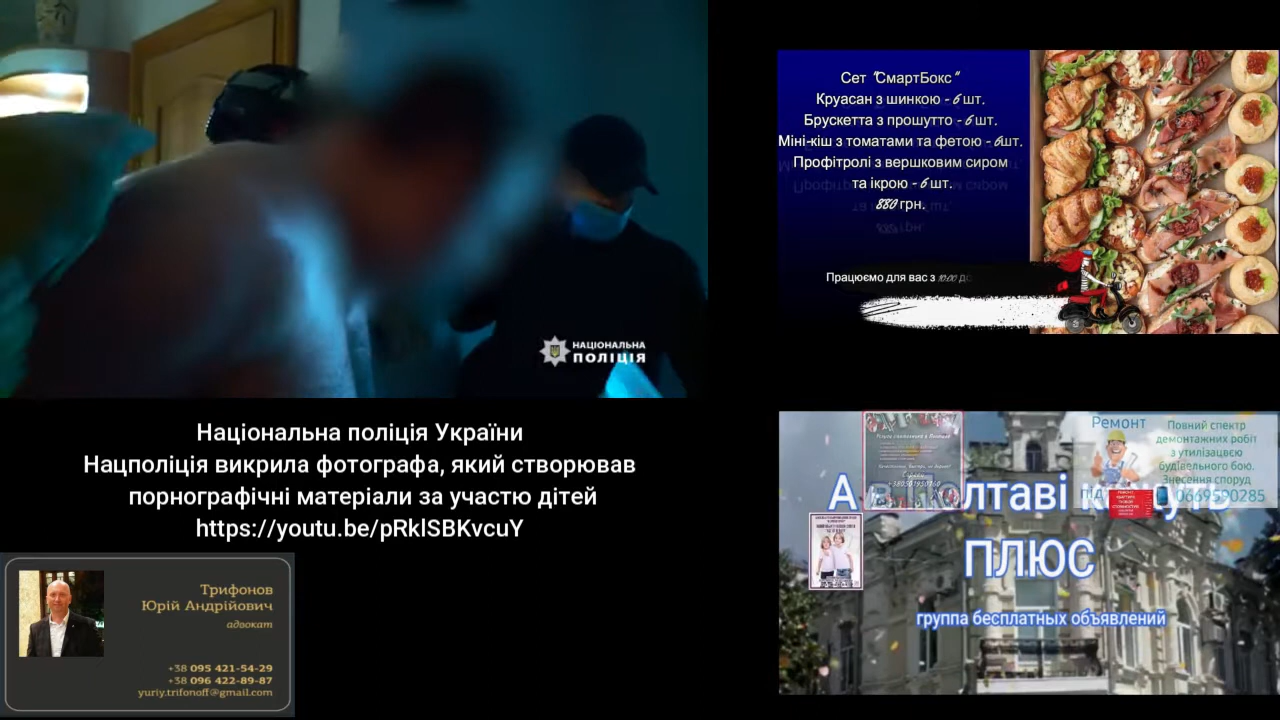 НАЦІОНАЛЬНА
ПОЛІЦІЯ
Національна поліція України
Нацполіція викрила фотографа, який створював
порнографічні матеріали за участю дітей
https://youtu.be/pRklSBKvcuY
Трифонов
Юрій Андрійович
адвокат
+38 095 421-54-29
+38 096 422-89-87
yuriy.trifonoff@gmail.com
Сет "СмартБокс"
Круасан з шинкою - 6 шт.
Брускетта з прошутто - 6 шт.
Міні-кіш з томатами та фетою - 6шт.
Профітролі з вершковим сиром
та ікрою - 6 шт.
880 грн.
Працюємо для вас з 10:00 до
Ремонт
Повний спектр
демонтажних робіт
з утилізацією
будівельного бою.
Знесення споруд
0669590285
А в Полтаві
ПЛЮС
группа бесплатных объявлений